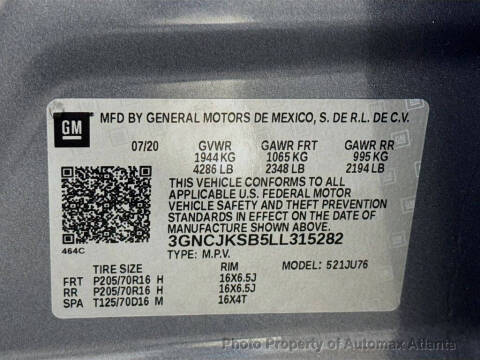 GM
MFD BY GENERAL MOTORS DE MEXICO, S. DE R.L. DE C.V.
07/20 GVWR GAWR FRT GAWR RR
1944 KG 1065 KG 995 KG
4286 LB 2348 LB 2194 LB
THIS VEHICLE CONFORMS TO ALL
APPLICABLE U.S. FEDERAL MOTOR
VEHICLE SAFETY AND THEFT PREVENTION
STANDARDS IN EFFECT ON THE DATE OF
MANUFACTURE SHOWN ABOVE.
3GNCJKSB5LL315282
464C
TYPE: M.P.V. MODEL: 521JU76
TIRE SIZE RIM
FRT P205/70R16 H 16X6.5J
RR P205/70R16 H 16X6.5J
SPA T125/70D16 M 16X4T
Photo Property of Automax Atlanta